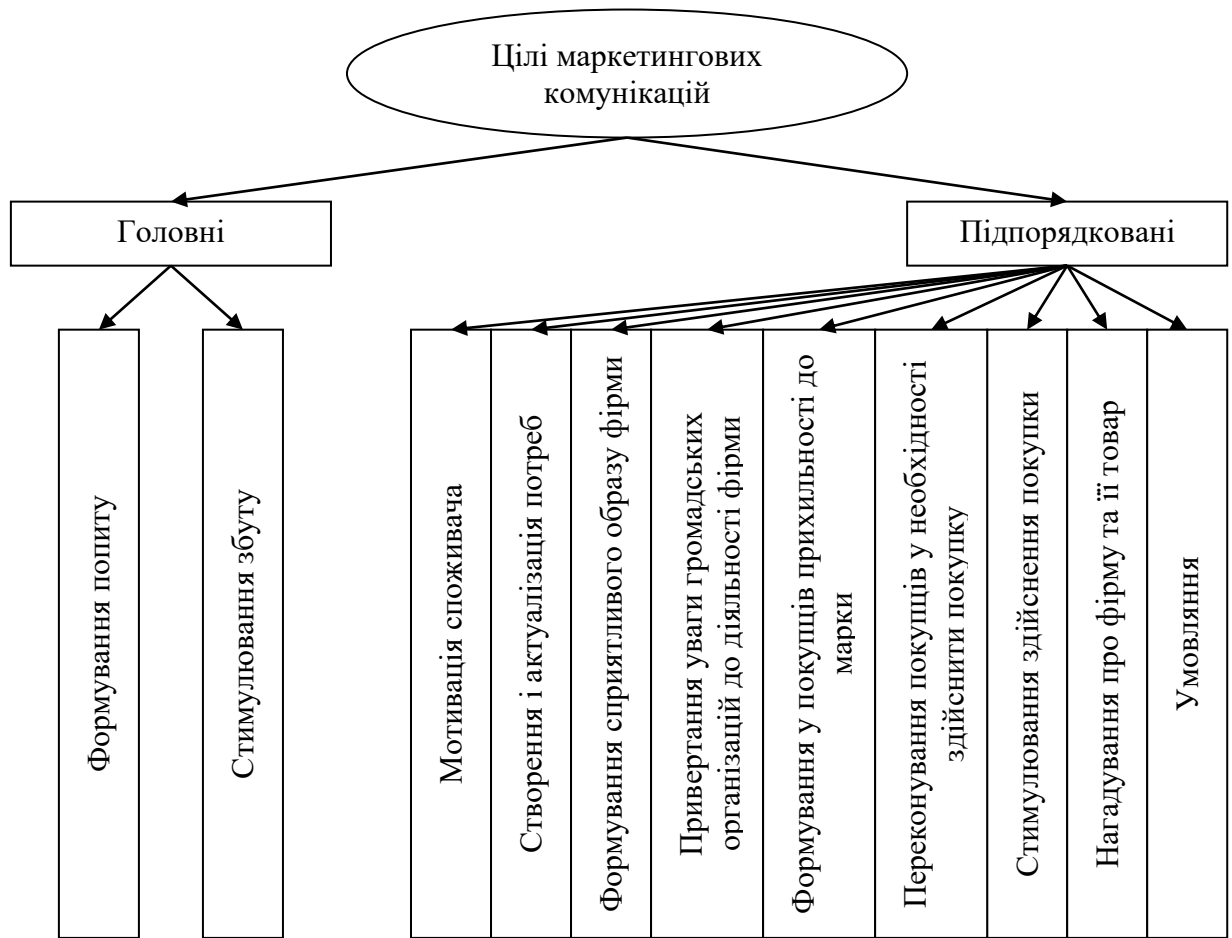 Цілі маркетингових
комунікацій
Головні
Підпорядковані
Формування попиту
Стимулювання збуту
Мотивація споживача
Створення і актуалізація потреб
Формування сприятливого образу фірми
Привертання уваги громадських
організацій до діяльності фірми
Формування у покупців прихильності до
марки
Переконування покупців у необхідності
здійснити покупку
Стимулювання здійснення покупки
Нагадування про фірму та її товар
Умовляння